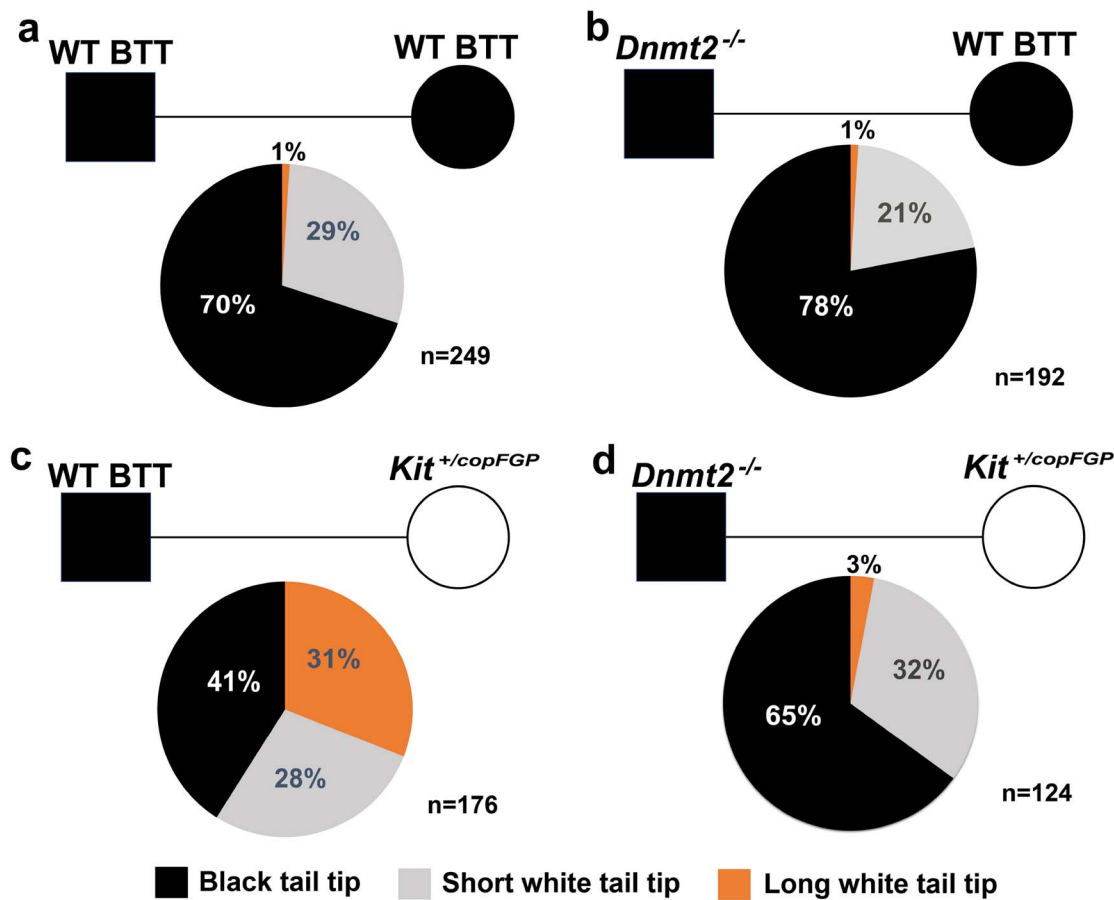 a
WT BTT
WT BTT
1%
29%
70%
n=249
b
Dnmt2-/-
WT BTT
1%
21%
78%
n=192
c
WT BTT
Kit+/copFGP
31%
41%
28%
n=176
d
Dnmt2-/-
Kit+/copFGP
3%
32%
65%
n=124
Black tail tip
Short white tail tip
Long white tail tip